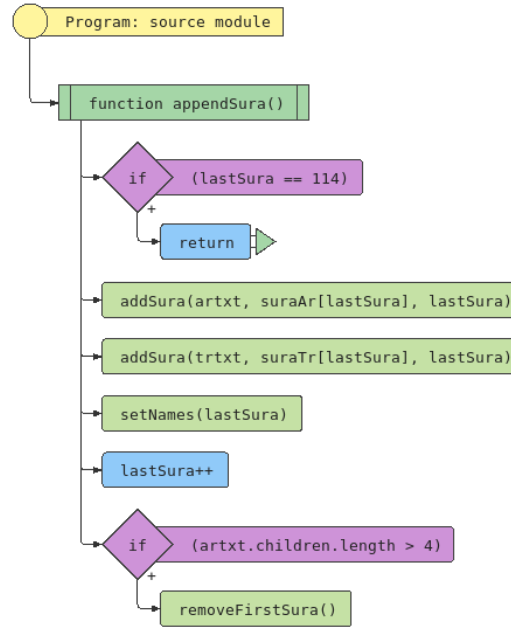 Program: source module
function appendSura()
if (lastSura == 114)
+
return
addSura(artxt, suraAr[lastSura], lastSura)
addSura(trtxt, suraTr[lastSura], lastSura)
setNames(lastSura)
lastSura++
if (artxt.children.length > 4)
+
removeFirstSura()